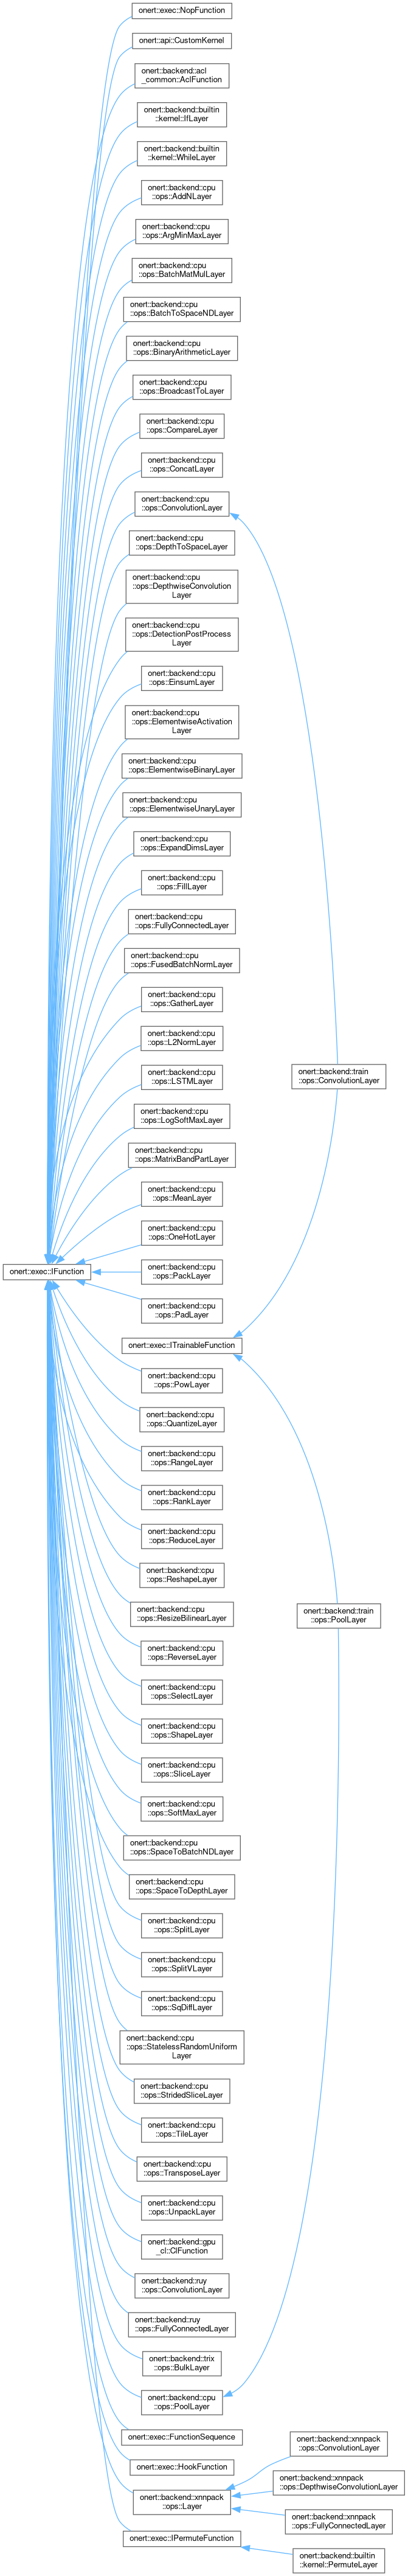 onert::exec::NopFunction
onert::api::CustomKernel
onert::backend::acl
_common::AclFunction
onert::backend::builtin
::kernel::IfLayer
onert::backend::builtin
::kernel::WhileLayer
onert::backend::cpu
::ops::AddNLayer
onert::backend::cpu
::ops::ArgMinMaxLayer
onert::backend::cpu
::ops::BatchMatMulLayer
onert::backend::cpu
::ops::BatchToSpaceNDLayer
onert::backend::cpu
::ops::BinaryArithmeticLayer
onert::backend::cpu
::ops::BroadcastToLayer
onert::backend::cpu
::ops::CompareLayer
onert::backend::cpu
::ops::ConcatLayer
onert::backend::cpu
::ops::ConvolutionLayer
onert::backend::cpu
::ops::DepthToSpaceLayer
onert::backend::cpu
::ops::DepthwiseConvolution
Layer
onert::backend::cpu
::ops::DetectionPostProcess
Layer
onert::backend::cpu
::ops::EinsumLayer
onert::backend::cpu
::ops::ElementwiseActivation
Layer
onert::backend::cpu
::ops::ElementwiseBinaryLayer
onert::backend::cpu
::ops::ElementwiseUnaryLayer
onert::backend::cpu
::ops::ExpandDimsLayer
onert::backend::cpu
::ops::FillLayer
onert::backend::cpu
::ops::FullyConnectedLayer
onert::backend::cpu
::ops::FusedBatchNormLayer
onert::backend::cpu
::ops::GatherLayer
onert::backend::cpu
::ops::L2NormLayer
onert::backend::cpu
::ops::LSTMLayer
onert::backend::train
::ops::ConvolutionLayer
onert::backend::cpu
::ops::LogSoftMaxLayer
onert::backend::cpu
::ops::MatrixBandPartLayer
onert::backend::cpu
::ops::MeanLayer
onert::backend::cpu
::ops::OneHotLayer
onert::exec::IFunction
onert::backend::cpu
::ops::PackLayer
onert::backend::cpu
::ops::PadLayer
onert::exec::ITrainableFunction
onert::backend::cpu
::ops::PowLayer
onert::backend::cpu
::ops::QuantizeLayer
onert::backend::cpu
::ops::RangeLayer
onert::backend::cpu
::ops::RankLayer
onert::backend::cpu
::ops::ReduceLayer
onert::backend::cpu
::ops::ReshapeLayer
onert::backend::cpu
::ops::ResizeBilinearLayer
onert::backend::train
::ops::PoolLayer
onert::backend::cpu
::ops::ReverseLayer
onert::backend::cpu
::ops::SelectLayer
onert::backend::cpu
::ops::ShapeLayer
onert::backend::cpu
::ops::SliceLayer
onert::backend::cpu
::ops::SoftMaxLayer
onert::backend::cpu
::ops::SpaceToBatchNDLayer
onert::backend::cpu
::ops::SpaceToDepthLayer
onert::backend::cpu
::ops::SplitLayer
onert::backend::cpu
::ops::SplitVLayer
onert::backend::cpu
::ops::SqDiffLayer
onert::backend::cpu
::ops::StatelessRandomUniform
Layer
onert::backend::cpu
::ops::StridedSliceLayer
onert::backend::cpu
::ops::TileLayer
onert::backend::cpu
::ops::TransposeLayer
onert::backend::cpu
::ops::UnpackLayer
onert::backend::gpu
_cl::ClFunction
onert::backend::ruy
::ops::ConvolutionLayer
onert::backend::ruy
::ops::FullyConnectedLayer
onert::backend::trix
::ops::BulkLayer
onert::backend::cpu
::ops::PoolLayer
onert::exec::FunctionSequence
onert::exec::HookFunction
onert::backend::xnnpack
::ops::ConvolutionLayer
onert::backend::xnnpack
::ops::DepthwiseConvolutionLayer
onert::backend::xnnpack
::ops::Layer
onert::backend::xnnpack
::ops::FullyConnectedLayer
onert::exec::IPermuteFunction
onert::backend::builtin
::kernel::PermuteLayer